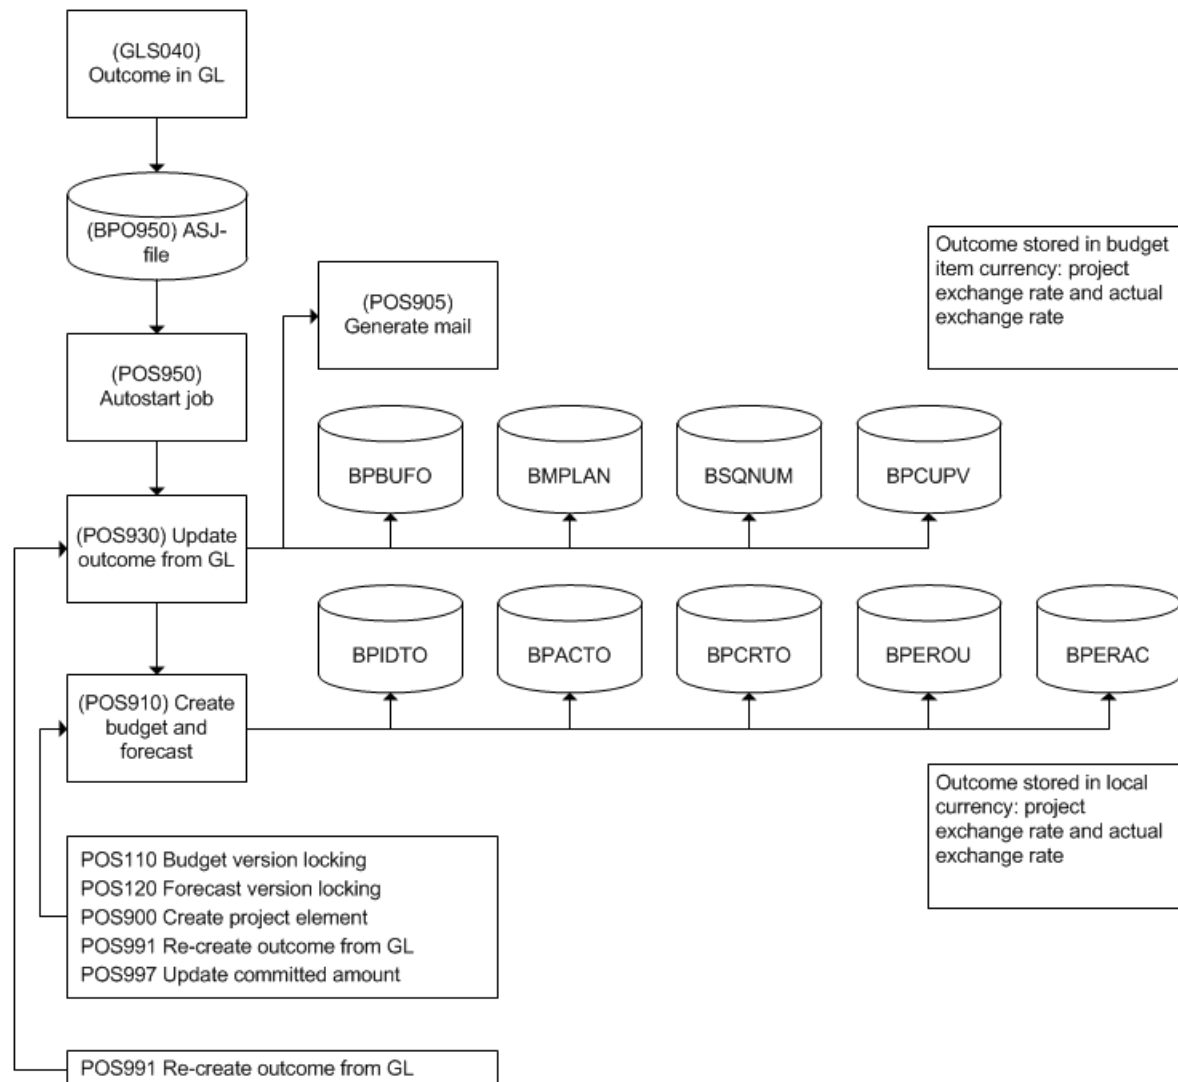 (GLS040)
Outcome in GL
(BPO950) ASJ-
file
Outcome stored in budget
item currency: project
exchange rate and actual
exchange rate
(POS905)
Generate mail
(POS950)
Autostart job
BPBUFO
BMPLAN
BSQNUM
BPCUPV
(POS930) Update
outcome from GL
BPIDTO
BPACTO
BPCRTO
BPEROU
BPERAC
(POS910) Create
budget and
forecast
Outcome stored in local
currency: project
exchange rate and actual
exchange rate
POS110 Budget version locking
POS120 Forecast version locking
POS900 Create project element
POS991 Re-create outcome from GL
POS997 Update committed amount
POS991 Re-create outcome from GL